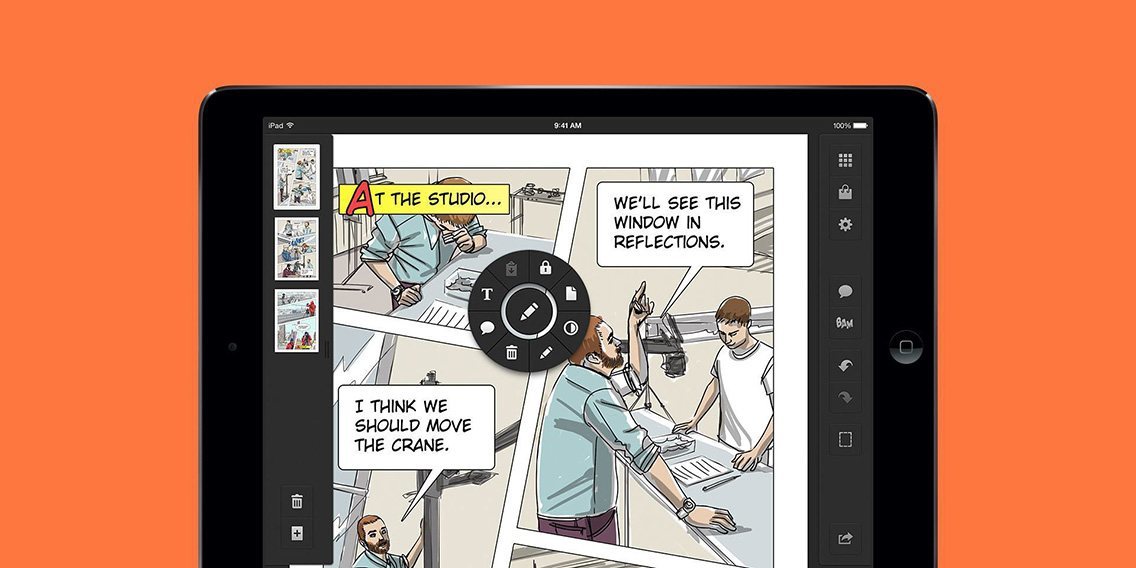 iPad
9:41 AM
100%
AT THE STUDIO...
WE'LL SEE THIS
WINDOW IN
REFLECTIONS.
T
BAM
I THINK WE
SHOULD MOVE
THE CRANE.